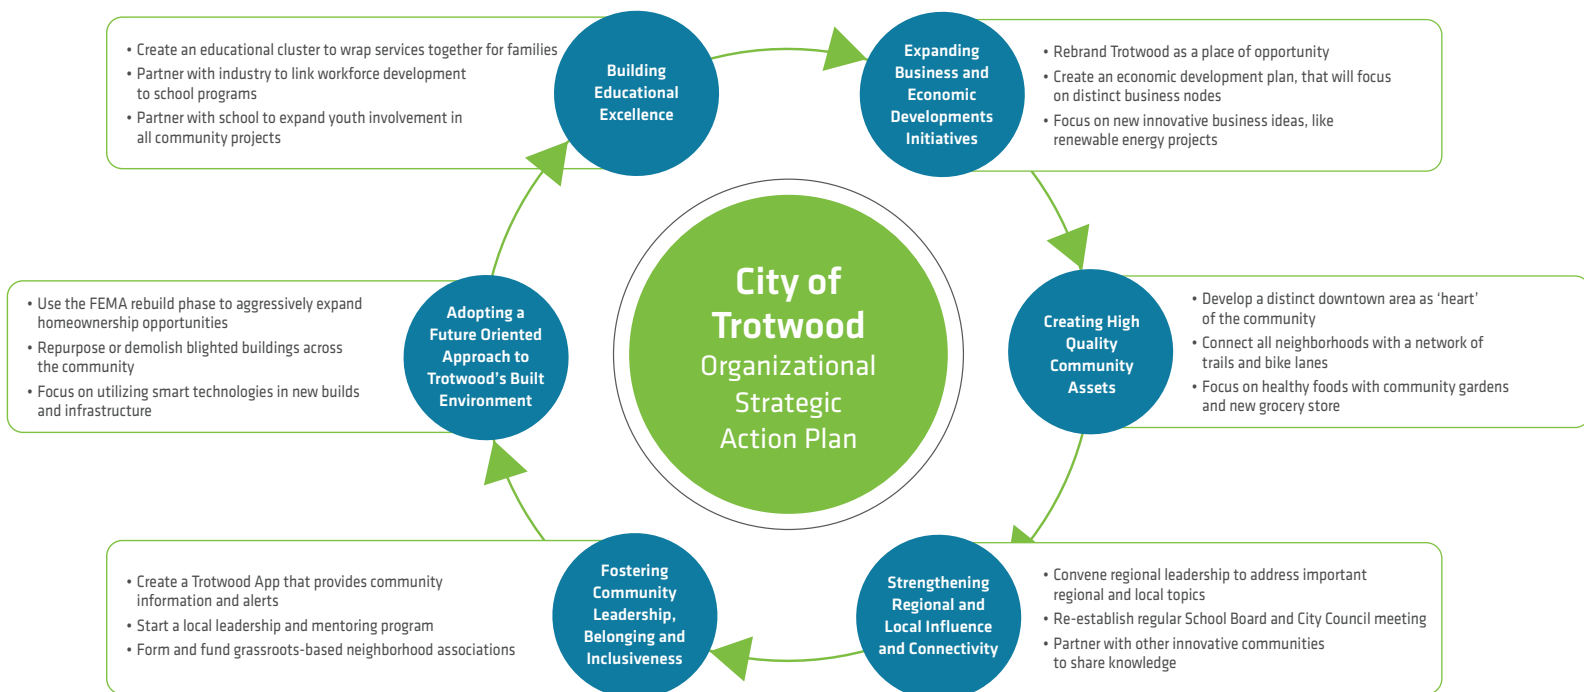 • Create an educational cluster to wrap services together for families
• Partner with industry to link workforce development
to school programs
• Partner with school to expand youth involvement in
all community projects
Building
Educational
Excellence
Expanding
Business and
Economic
Developments
Initiatives
• Rebrand Trotwood as a place of opportunity
• Create an economic development plan, that will focus
on distinct business nodes
• Focus on new innovative business ideas, like
renewable energy projects
• Use the FEMA rebuild phase to aggressively expand
homeownership opportunities
• Repurpose or demolish blighted buildings across
the community
• Focus on utilizing smart technologies in new builds
and infrastructure
Adopting a
Future Oriented
Approach to
Trotwood's Built
Environment
City of
Trotwood
Organizational
Strategic
Action Plan
Creating High
Quality
Community
Assets
• Develop a distinct downtown area as ‘heart’
of the community
• Connect all neighborhoods with a network of
trails and bike lanes
• Focus on healthy foods with community gardens
and new grocery store
• Create a Trotwood App that provides community
information and alerts
• Start a local leadership and mentoring program
• Form and fund grassroots-based neighborhood associations
Fostering
Community
Leadership,
Belonging and
Inclusiveness
Strengthening
Regional and
Local Influence
and Connectivity
• Convene regional leadership to address important
regional and local topics
• Re-establish regular School Board and City Council meeting
• Partner with other innovative communities
to share knowledge